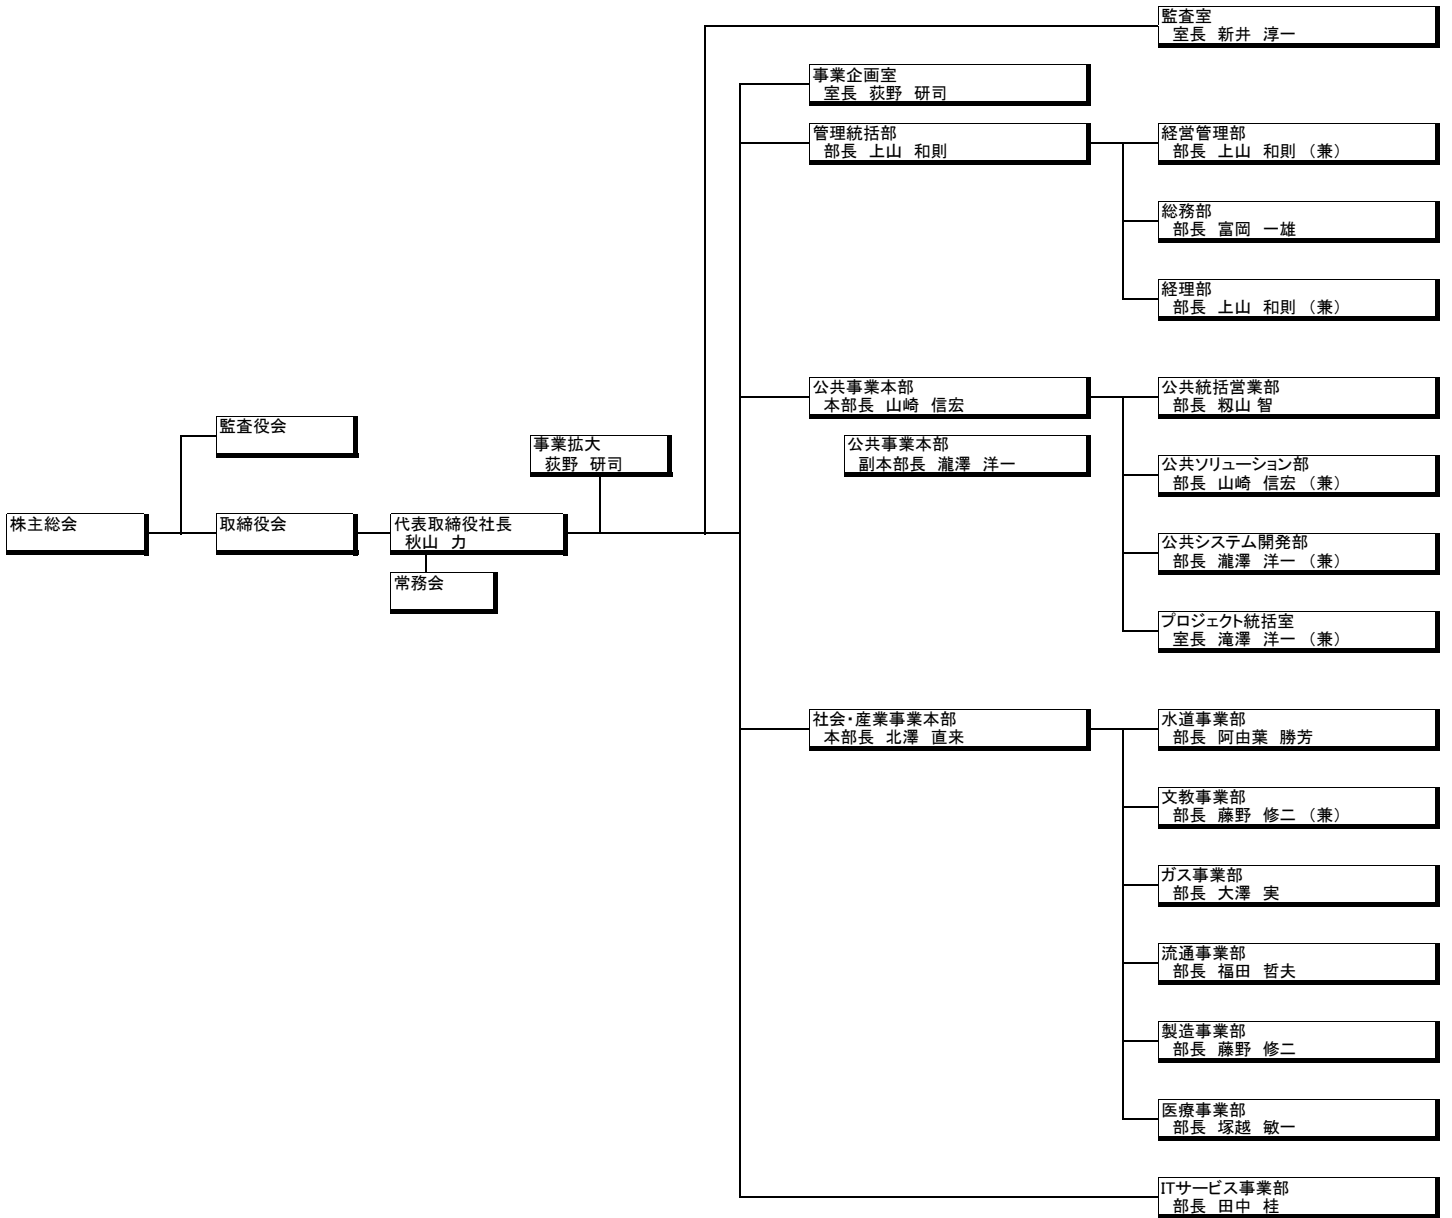 監査室
室長 新井 淳一
事業企画室
室長 荻野 研司
管理統括部
部長 上山 和則
経営管理部
部長 上山 和則 (兼)
総務部
部長 富岡 一雄
経理部
部長 上山 和則 (兼)
公共事業本部
本部長 山崎 信宏
公共事業本部
副本部長 瀧澤 洋一
公共統括営業部
部長 籾山 智
公共ソリューション部
部長 山崎 信宏 (兼)
公共システム開発部
部長 瀧澤 洋一 (兼)
プロジェクト統括室
室長 滝澤 洋一 (兼)
監査役会
事業拡大
荻野 研司
株主総会
取締役会
代表取締役社長
秋山 力
常務会
社会・産業事業本部
本部長 北澤 直来
水道事業部
部長 阿由葉 勝芳
文教事業部
部長 藤野 修二 (兼)
ガス事業部
部長 大澤 実
流通事業部
部長 福田 哲夫
製造事業部
部長 藤野 修二
医療事業部
部長 塚越 敏一
ITサービス事業部
部長 田中 桂